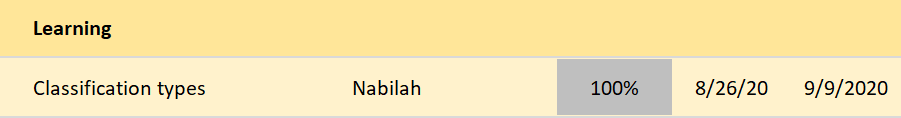 Learning
Classification types Nabilah 100% 8/26/20 9/9/2020